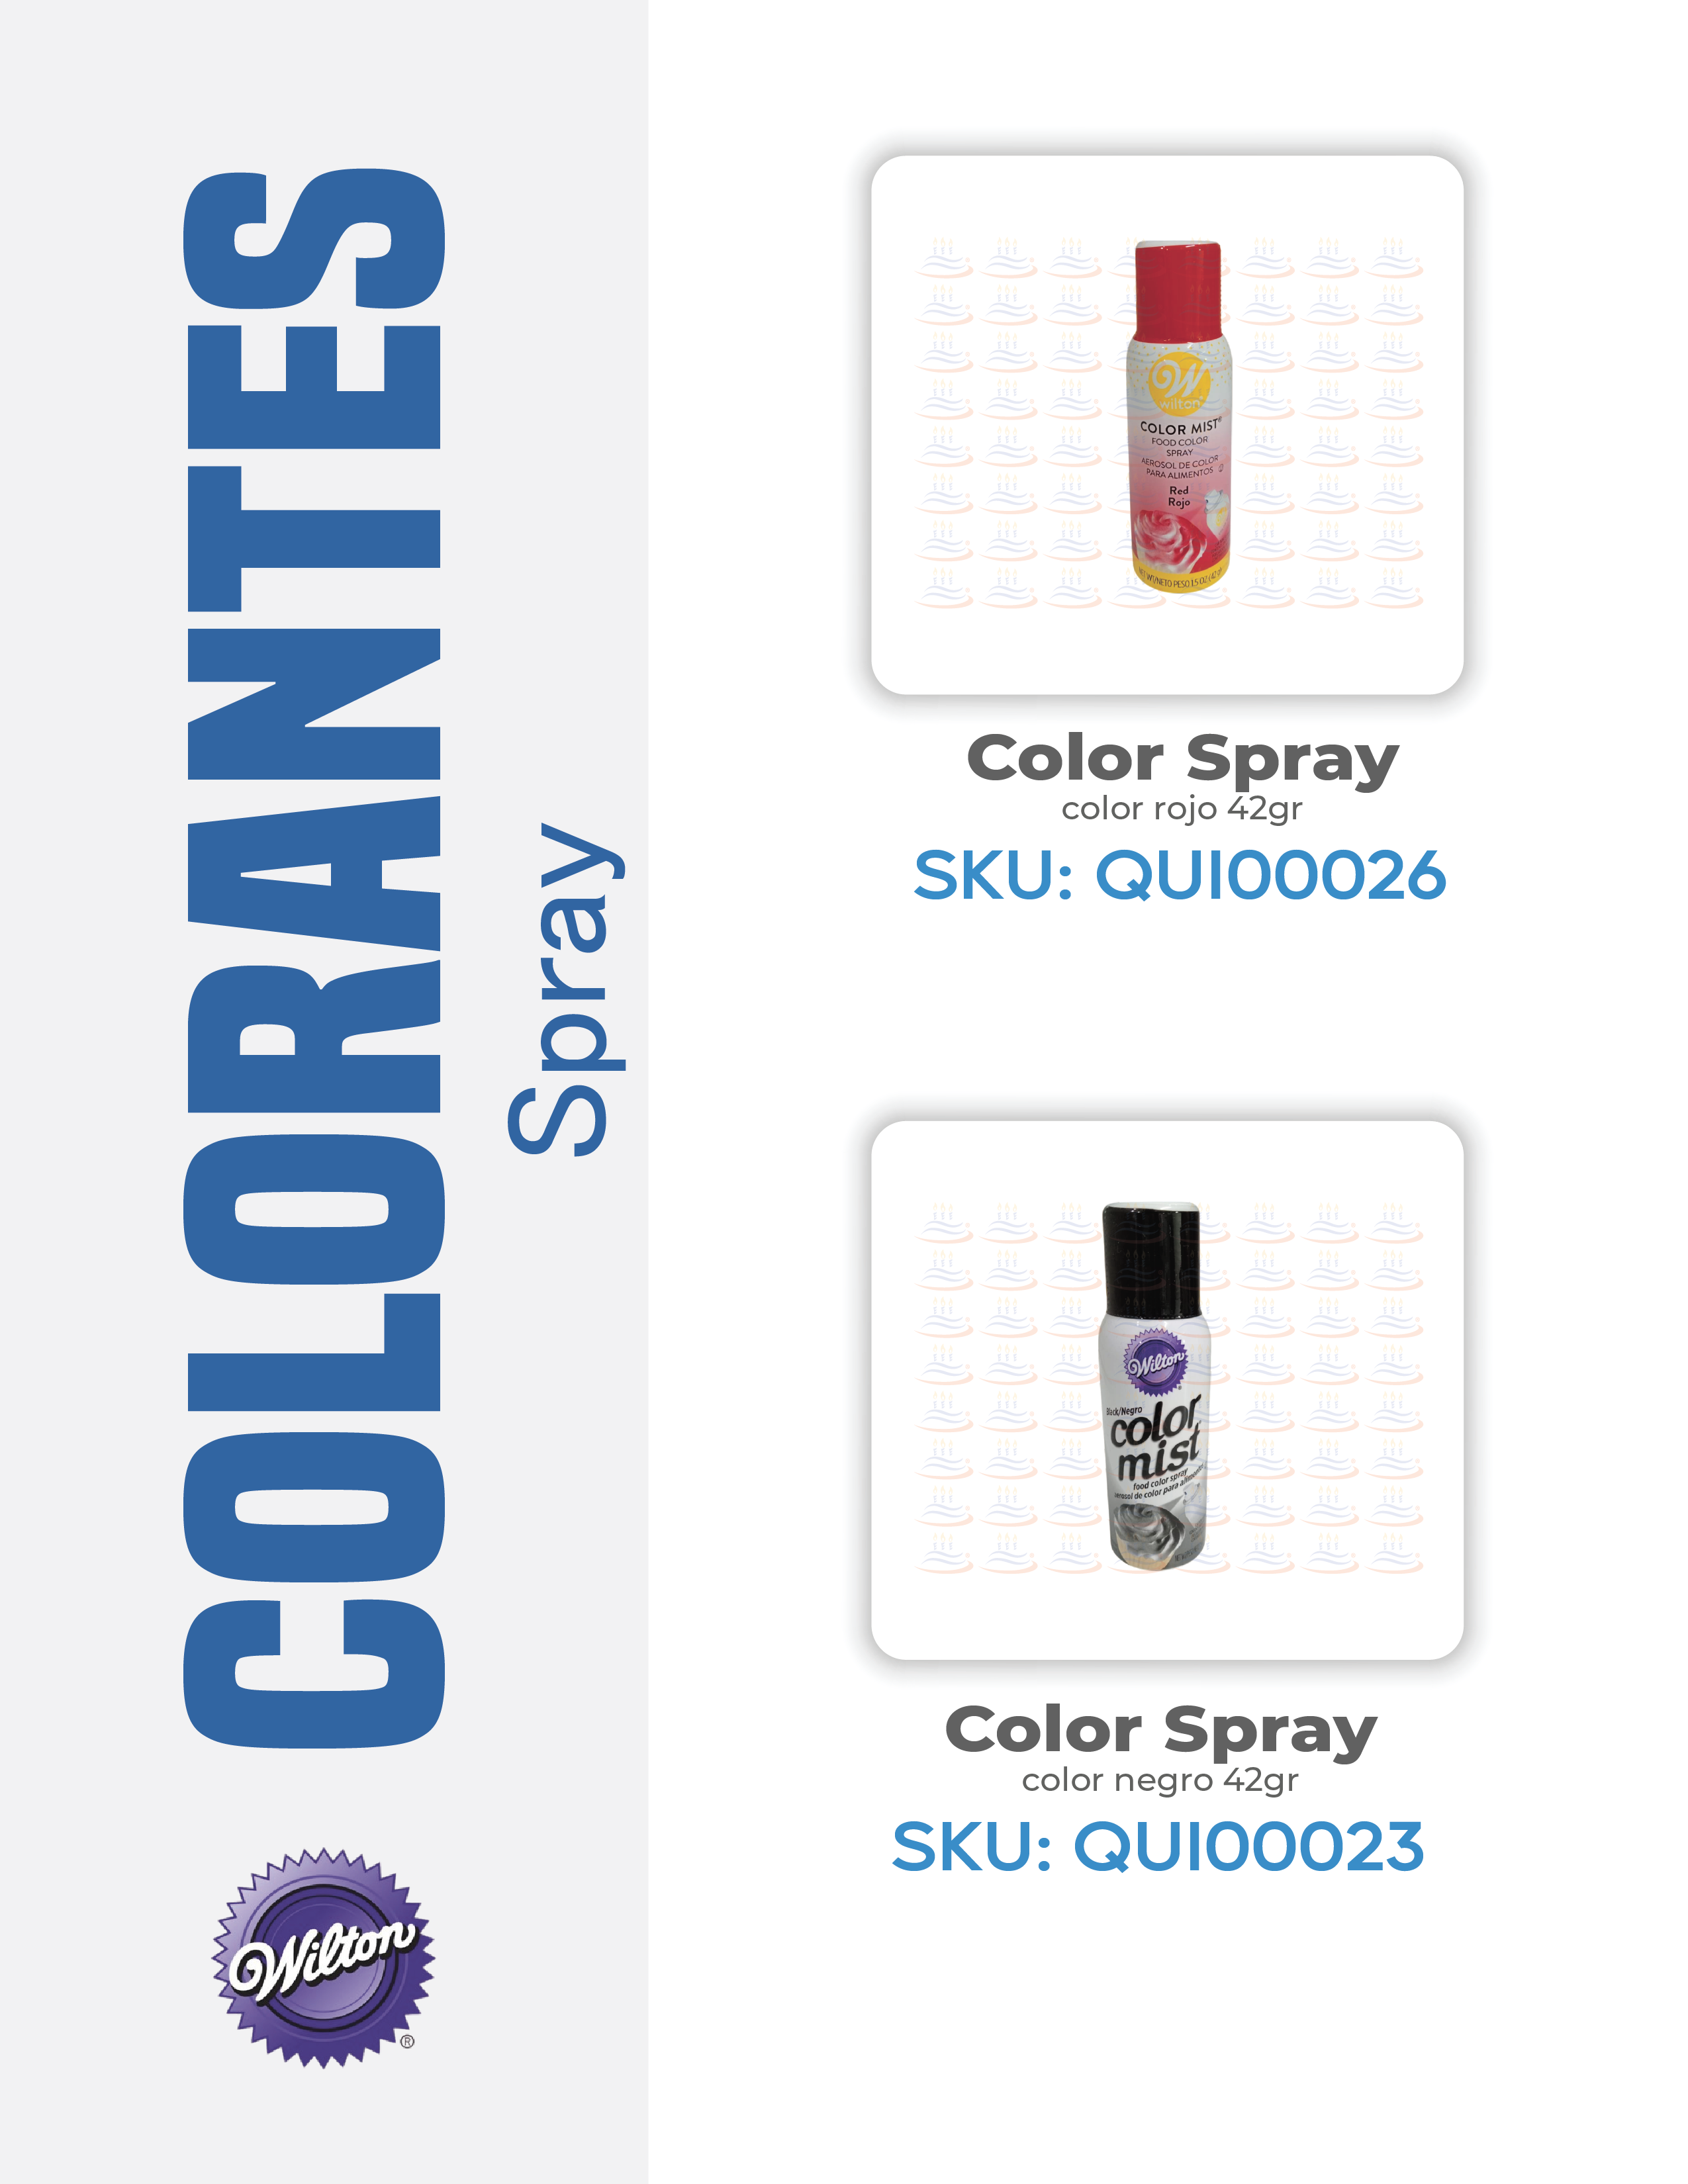 COLORANTES
Spray
Wilton
®
wilton
COLOR MIST®
FOOD COLOR
SPRAY
AEROSOL DE COLOR
PARA ALIMENTOS
Red
Rojo
NET WT/NETO PESO 1.5 OZ (42 g)
Color Spray
color rojo 42gr
SKU: QUI00026
Wilton
Black/Negro
color
mist
food color spray
aerosol de color para alimentos
Color Spray
color negro 42gr
SKU: QUI00023